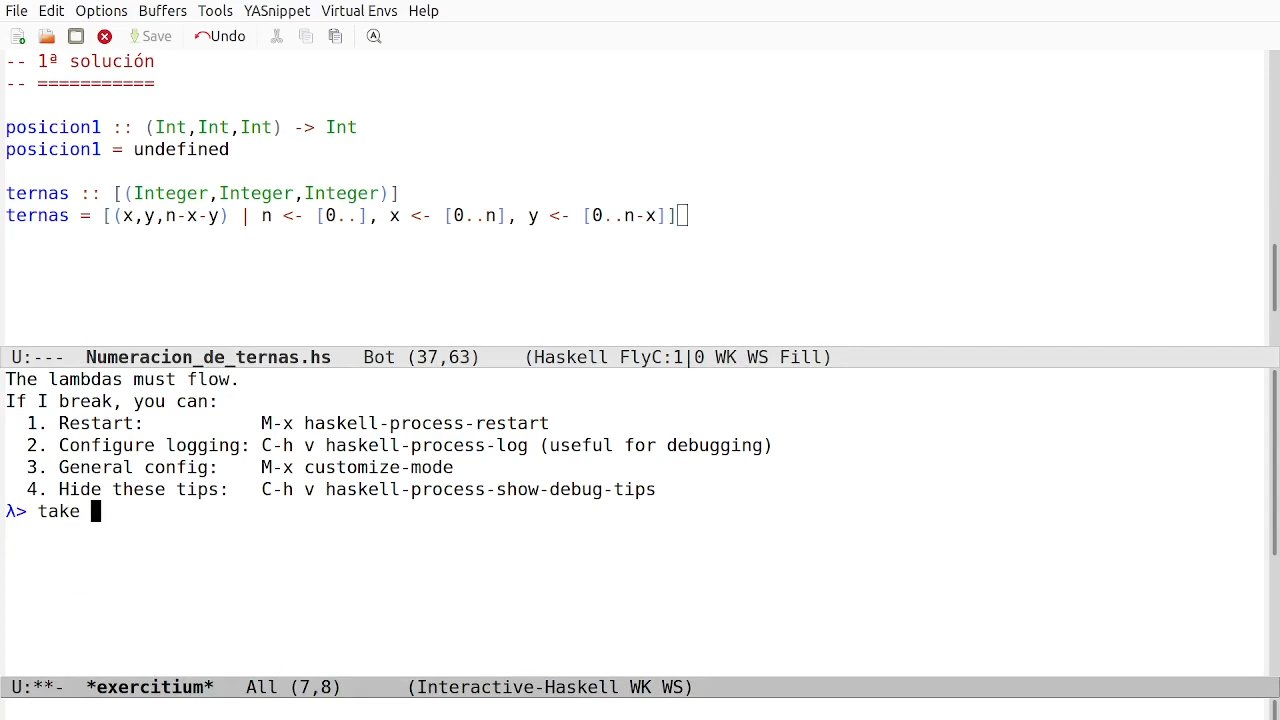 File Edit Options Buffers Tools YASnippet Virtual Envs Help
Save Undo
-- 1ª solución
-- ===========
posicion1 :: (Int,Int,Int) -> Int
posicion1 = undefined
ternas :: [(Integer,Integer,Integer)]
ternas = [(x,y,n-x-y) | n <- [0..], x <- [0..n], y <- [0..n-x]]
U:--- Numeracion_de_ternas.hs Bot (37,63) (Haskell FlyC:1|0 WK WS Fill)
The lambdas must flow.
If I break, you can:
1. Restart: M-x haskell-process-restart
2. Configure logging: C-h v haskell-process-log (useful for debugging)
3. General config: M-x customize-mode
4. Hide these tips: C-h v haskell-process-show-debug-tips
λ> take
U:**- *exercitium* All (7,8) (Interactive-Haskell WK WS)